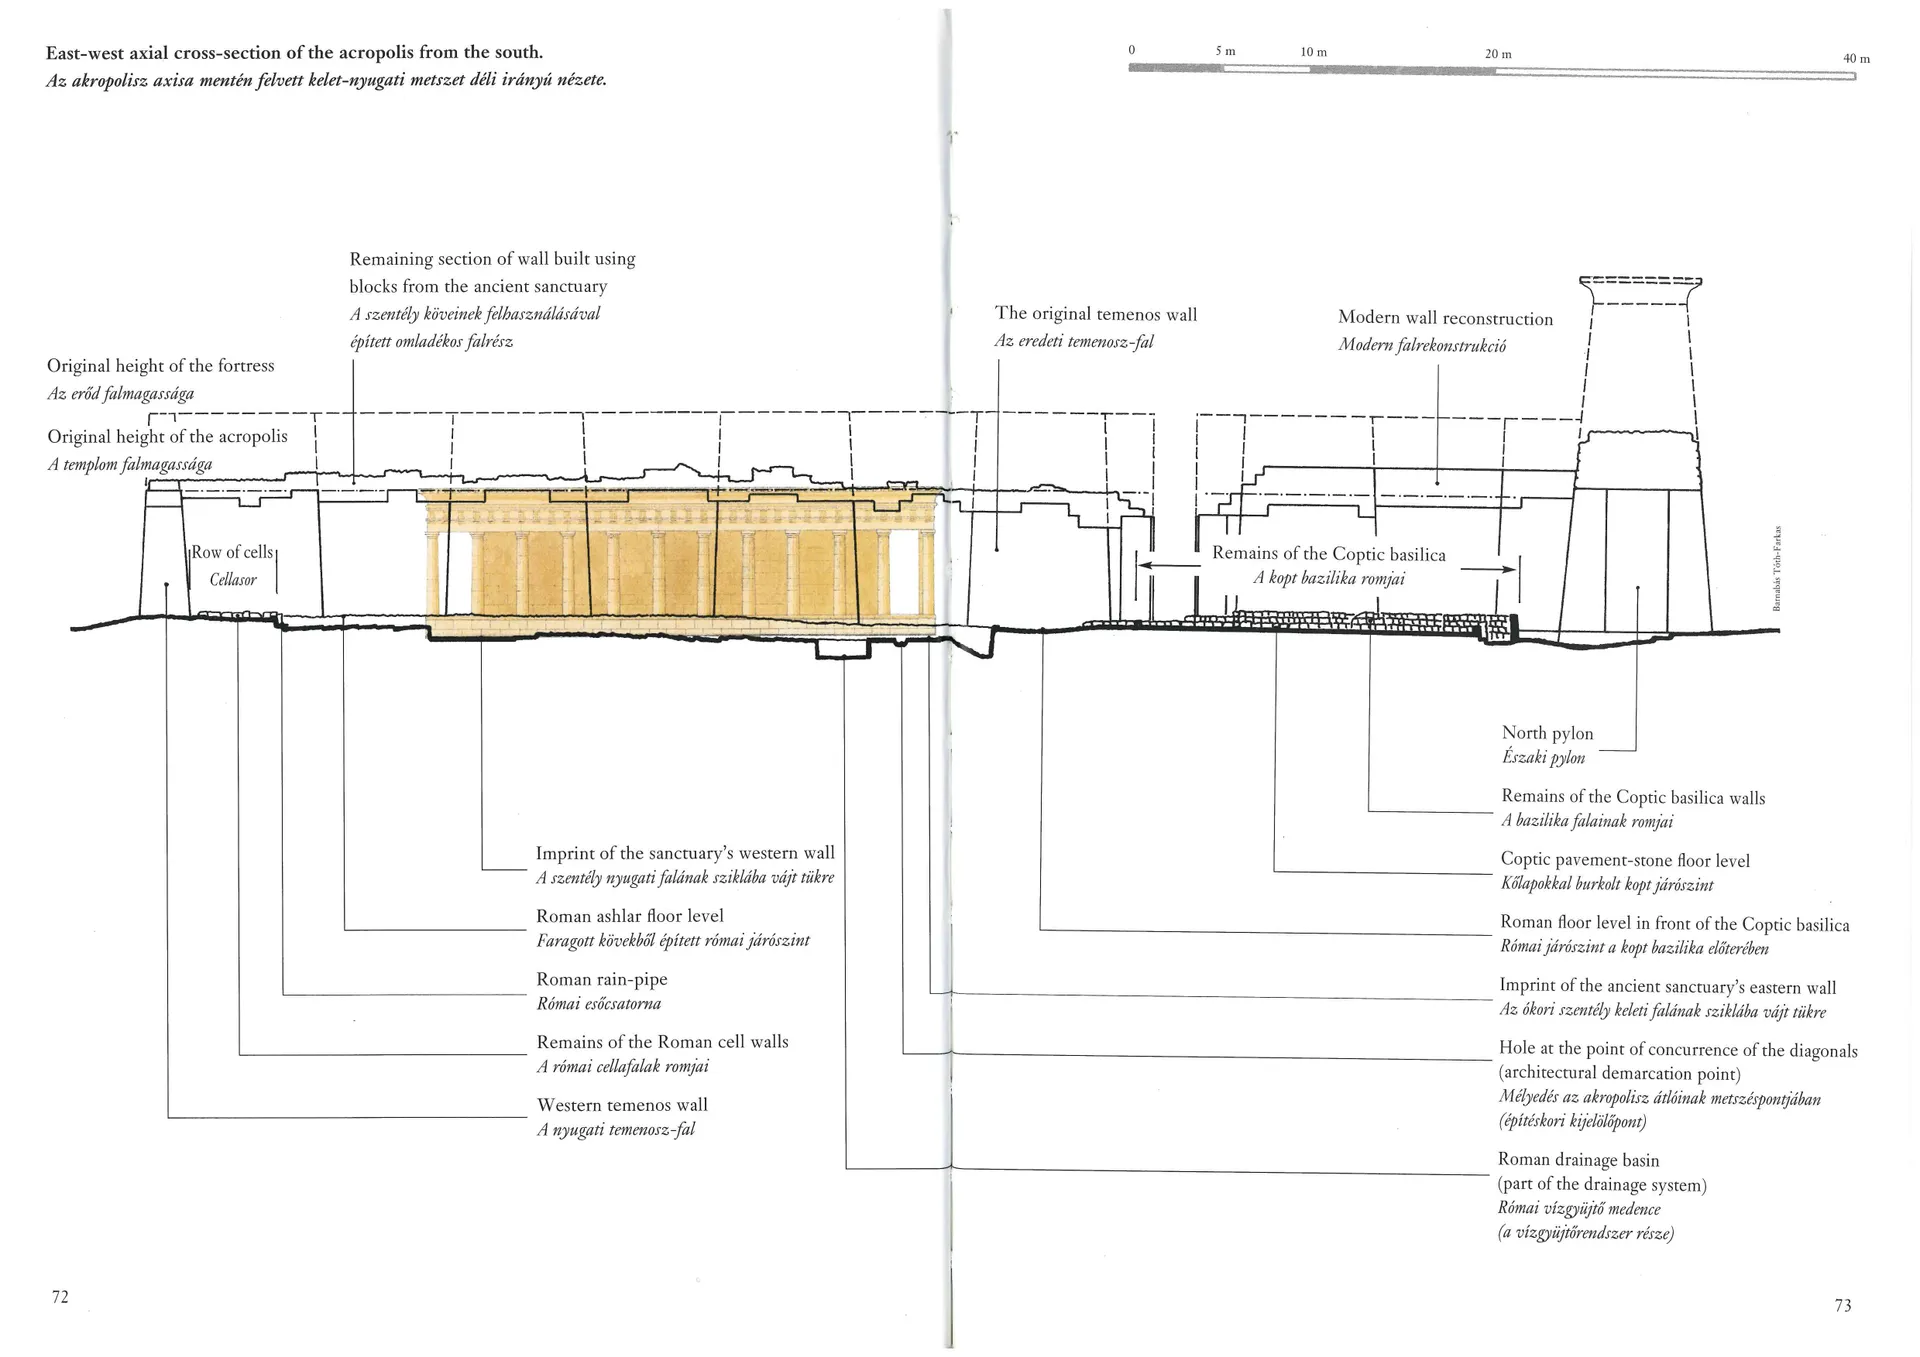 East-west axial cross-section of the acropolis from the south.
Az akropolisz axisa mentén felvett kelet-nyugati metszet déli irányú nézete.
0 5 m 10 m 20 m 40 m
Remaining section of wall built using
blocks from the ancient sanctuary
A szentély köveinek felhasználásával
épített omladékos falrész
Original height of the fortress
Az erőd falmagassága
Original height of the acropolis
A templom falmagassága
Row of cells
Cellasor
The original temenos wall
Az eredeti temenosz-fal
Modern wall reconstruction
Modern falrekonstrukció
Remains of the Coptic basilica
A kopt bazilika romjai
Barnabás Tóth-Farkas
Imprint of the sanctuary's western wall
A szentély nyugati falának sziklába vájt tükre
Roman ashlar floor level
Faragott kövekből épített római járószint
Roman rain-pipe
Római esőcsatorna
Remains of the Roman cell walls
A római cellafalak romjai
Western temenos wall
A nyugati temenosz-fal
North pylon
Északi pylon
Remains of the Coptic basilica walls
A bazilika falainak romjai
Coptic pavement-stone floor level
Kőlapokkal burkolt kopt járószint
Roman floor level in front of the Coptic basilica
Római járószint a kopt bazilika előterében
Imprint of the ancient sanctuary's eastern wall
Az ókori szentély keleti falának sziklába vájt tükre
Hole at the point of concurrence of the diagonals
(architectural demarcation point)
Mélyedés az akropolisz átlóinak metszéspontjában
(építéskori kijelölőpont)
Roman drainage basin
(part of the drainage system)
Római vízgyüjtő medence
(a vízgyüjtőrendszer része)
72
73